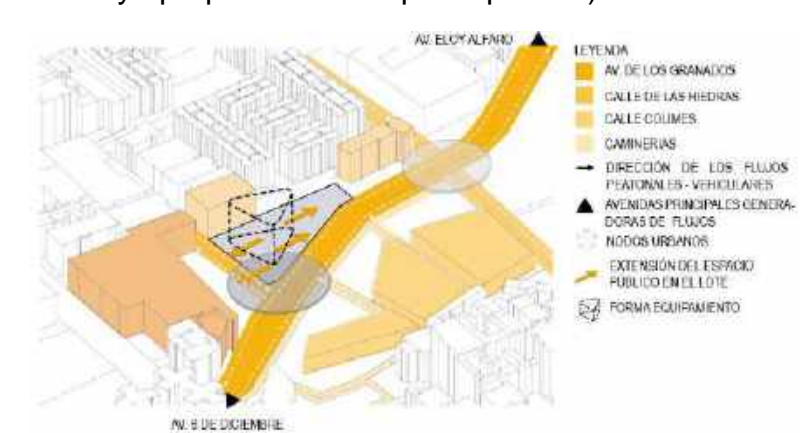 AV. ELOY ALFARO
LEYENDA
AV. DE LOS GRANADOS
CALLE DE LAS HIEDRAS
CALLE COLIMES
CAMINERIAS
DIRECCIÓN DE LOS FLUJOS
PEATONALES - VEHICULARES
AVENIDAS PRINCIPALES GENERA-
DORAS DE FLUJOS
NODOS URBANOS
EXTENSIÓN DEL ESPACIO
PÚBLICO EN EL LOTE
FORMA EQUIPAMIENTO
AV. 6 DE DICIEMBRE